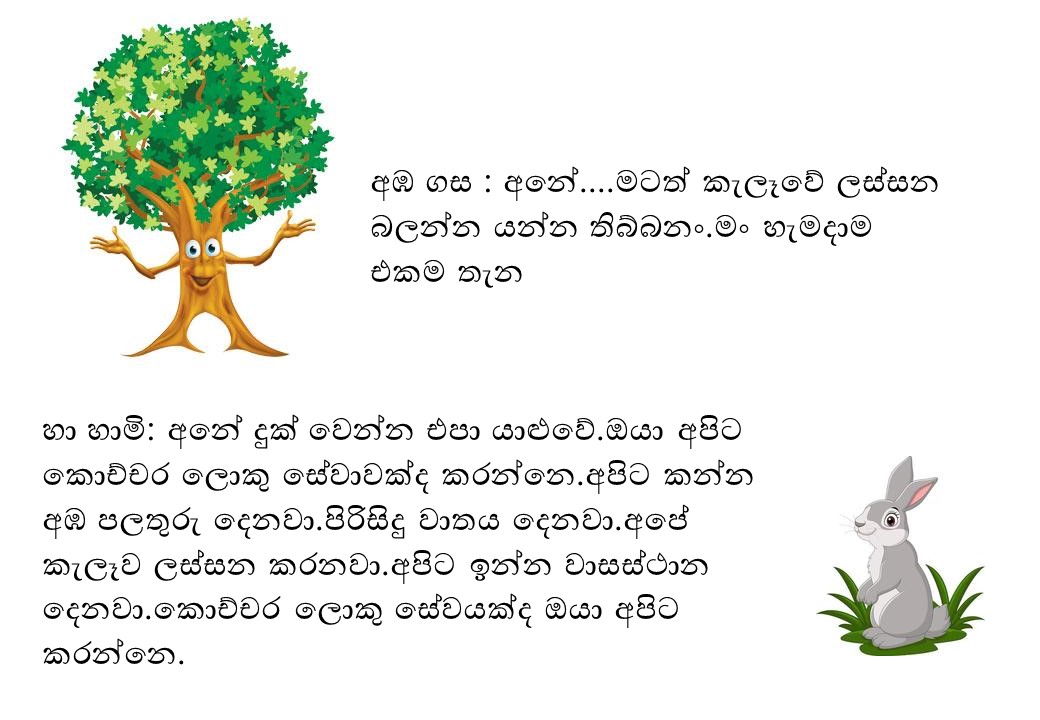 අඹ ගස : අනේ....මටත් කැලෑවේ ලස්සන
බලන්න යන්න තිබ්බනං.මං හැමදාම
එකම තැන
හා හාමි: අනේ දුක් වෙන්න එපා යාළුවේ.ඔයා අපිට
කොච්චර ලොකු සේවාවක්ද කරන්නෙ.අපිට කන්න
අඹ පලතුරු දෙනවා.පිරිසිදු වාතය දෙනවා.අපේ
කැලෑව ලස්සන කරනවා.අපිට ඉන්න වාසස්ථාන
දෙනවා.කොච්චර ලොකු සේවයක්ද ඔයා අපිට
කරන්නෙ.